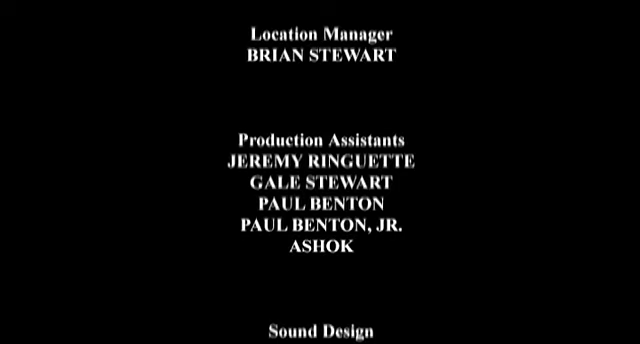 Location Manager
BRIAN STEWART
Production Assistants
JEREMY RINGUETTE
GALE STEWART
PAUL BENTON
PAUL BENTON, JR.
ASHOK
Sound Design